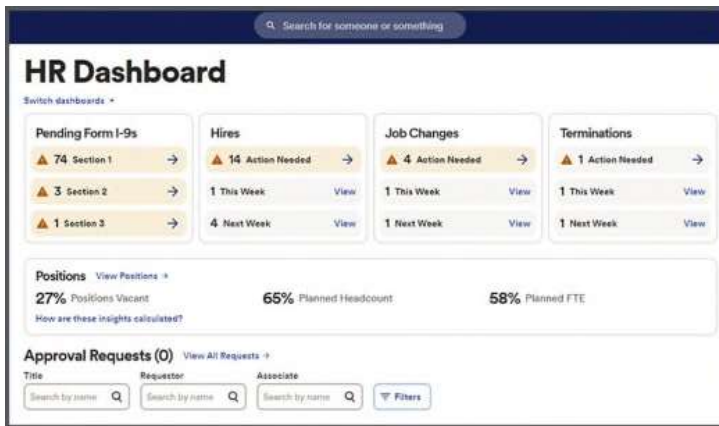 Search for someone or something
HR Dashboard
Switch dashboards
Pending Form I-9s
74 Section 1
3 Section 2
1 Section 3
Hires
14 Action Needed
1 This Week View
4 Next Week View
Job Changes
4 Action Needed
1 This Week View
1 Next Week View
Terminations
1 Action Needed
1 This Week View
1 Next Week View
Positions View Positions
27% Positions Vacant 65% Planned Headcount 58% Planned FTE
How are these insights calculated?
Approval Requests (0) View All Requests
Title Requestor Associate
Search by name Search by name Search by name Filters